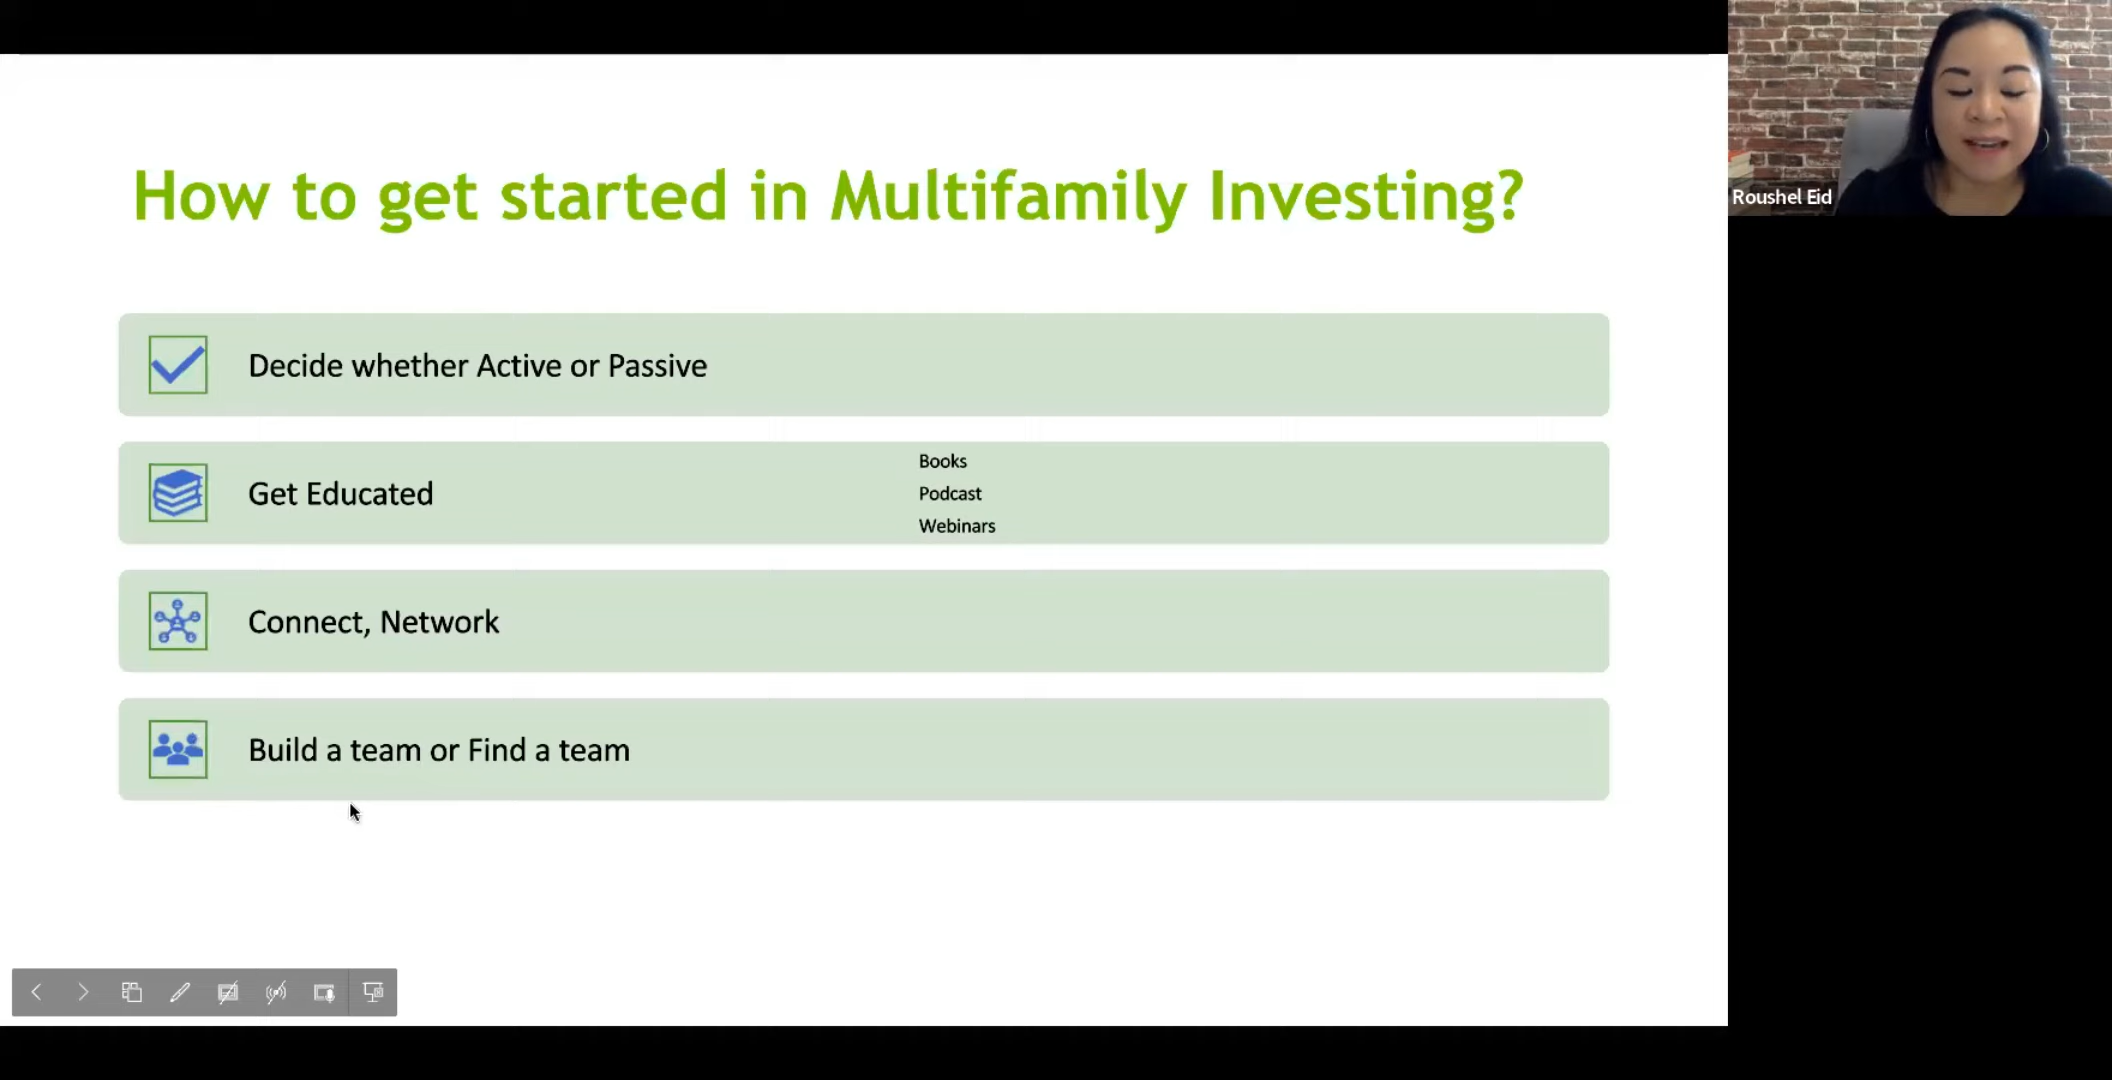 How to get started in Multifamily Investing?
Decide whether Active or Passive
Get Educated
Books
Podcast
Webinars
Connect, Network
Build a team or Find a team
Roushel Eid